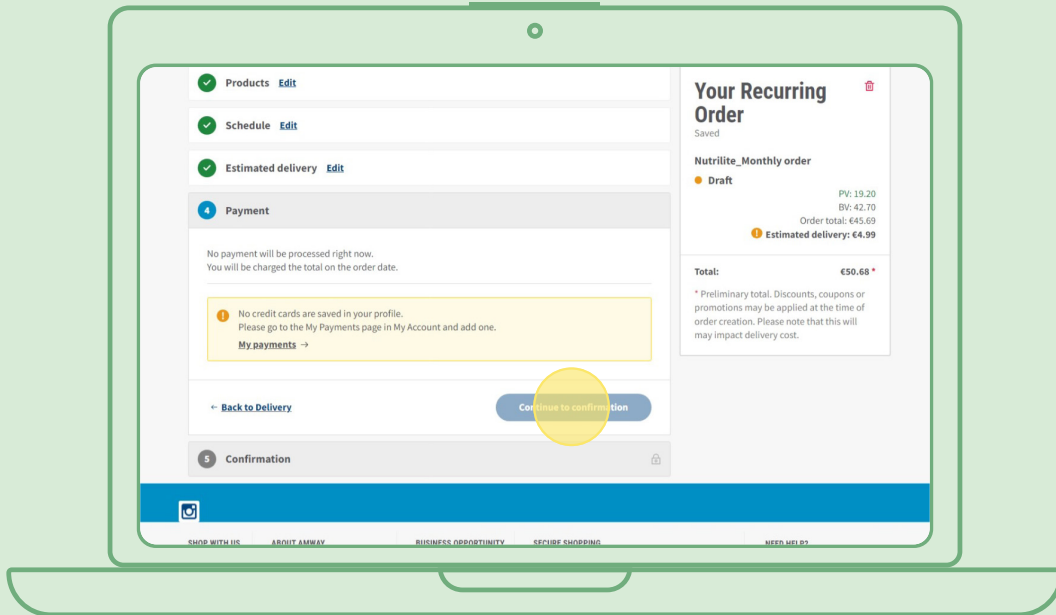 Products Edit
Schedule Edit
Estimated delivery Edit
4 Payment
No payment will be processed right now.
You will be charged the total on the order date.
No credit cards are saved in your profile.
Please go to the My Payments page in My Account and add one.
My payments →
← Back to Delivery
Continue to confirmation
5 Confirmation
Your Recurring
Order
Saved
Nutrilite_Monthly order
Draft
PV: 19.20
BV: 42.70
Order total: €45.69
Estimated delivery: €4.99
Total: €50.68 *
* Preliminary total. Discounts, coupons or
promotions may be applied at the time of
order creation. Please note that this will
may impact delivery cost.
SHOP WITH US ABOUT AMWAY BUSINESS OPPORTUNITY SECURE SHOPPING NEED HELP?